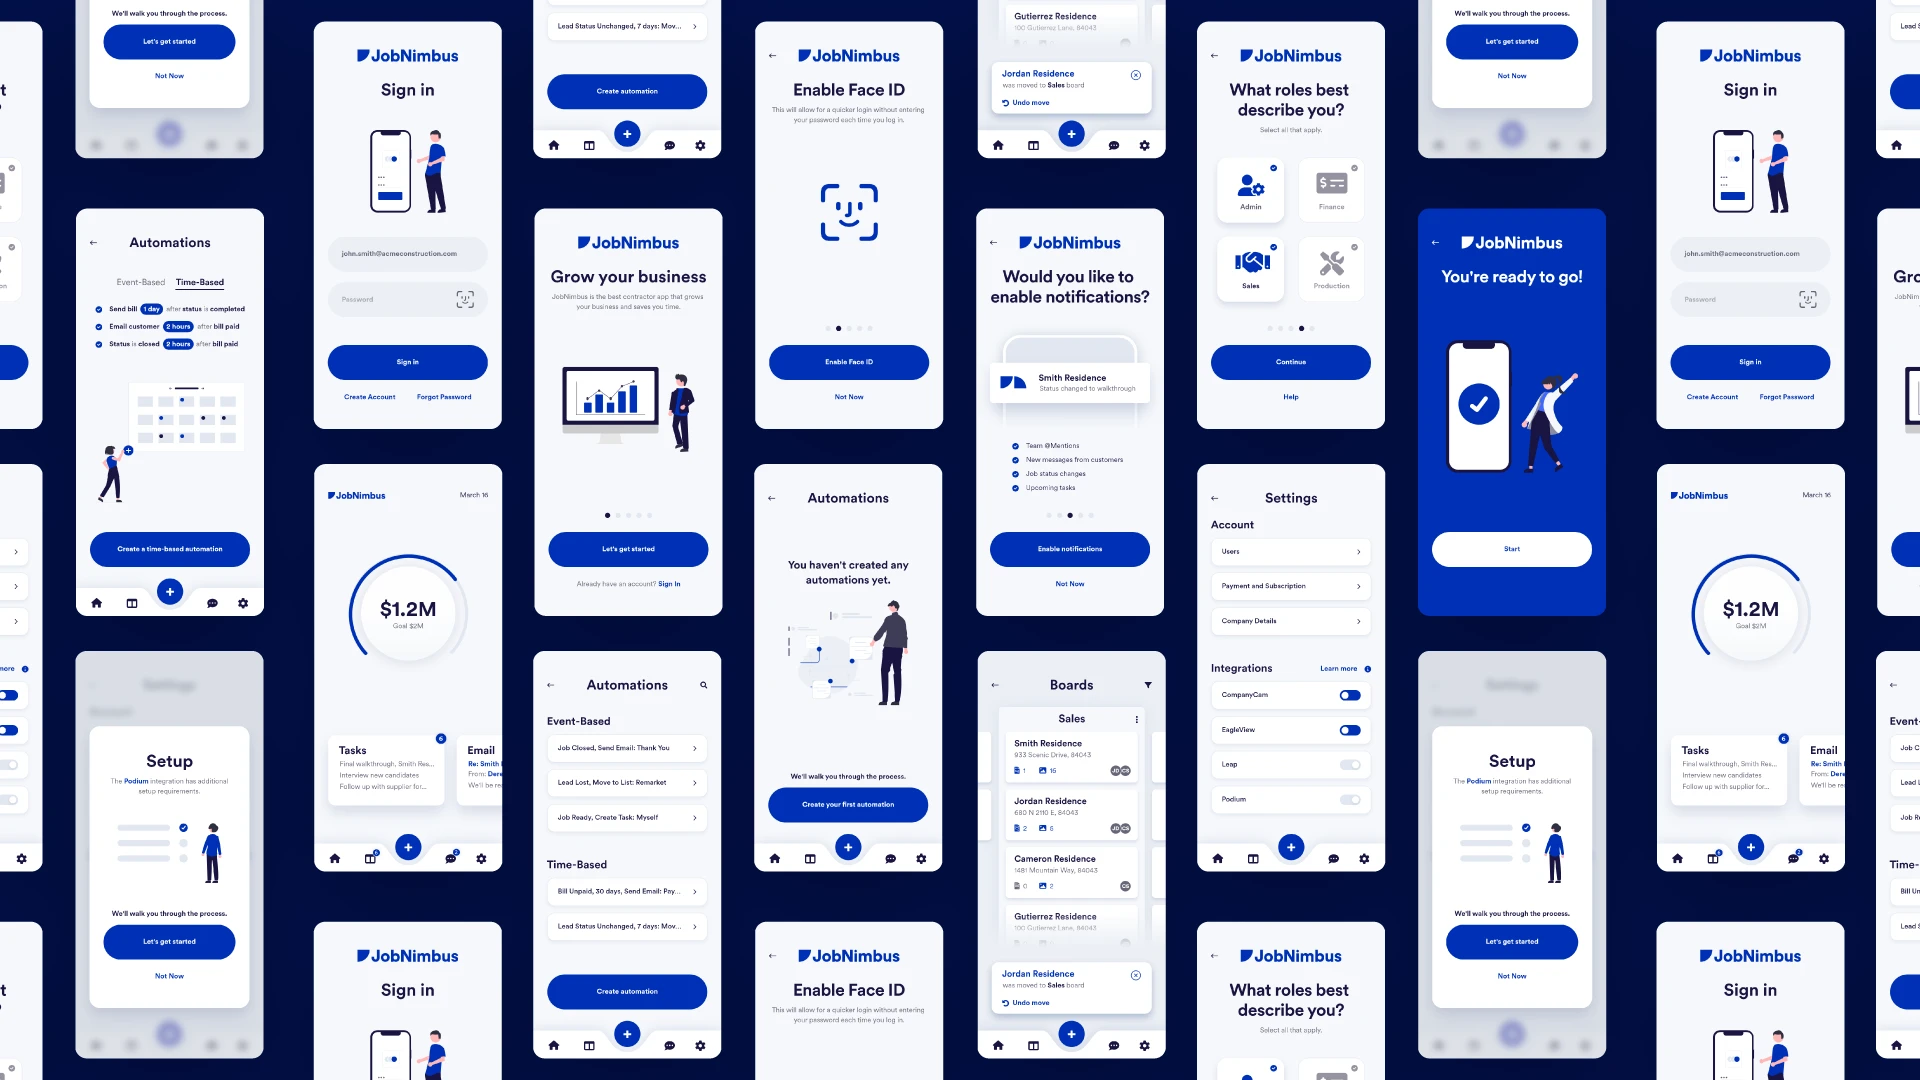 We'll walk you through the process.
Let's get started
Not Now
Automations
Event-Based Time-Based
Send bill 1 day after status is completed
Email customer 2 hours after bill paid
Status is closed 2 hours after bill paid
Create a time-based automation
Setup
The Podium integration has additional
setup requirements.
We'll walk you through the process.
Let's get started
Not Now
JobNimbus
Sign in
john.smith@acmeconstruction.com
Password
Sign in
Create Account Forgot Password
JobNimbus March 16
$1.2M
Goal $2M
6
Tasks
Final walkthrough, Smith Res...
Interview new candidates
Follow up with supplier for...
Email
Re: Smith
From: Dere
We'll be re
6
2
JobNimbus
Sign in
Lead Status Unchanged, 7 days: Mov...
Create automation
JobNimbus
Grow your business
JobNimbus is the best contractor app that grows
your business and saves you time.
Let's get started
Already have an account? Sign In
Automations
Event-Based
Job Closed, Send Email: Thank You
Lead Lost, Move to List: Remarket
Job Ready, Create Task: Myself
Time-Based
Bill Unpaid, 30 days, Send Email: Pay...
Lead Status Unchanged, 7 days: Mov...
Create automation
JobNimbus
Enable Face ID
This will allow for a quicker login without entering
your password each time you log in.
Enable Face ID
Not Now
Automations
You haven't created any
automations yet.
We'll walk you through the process.
Create your first automation
JobNimbus
Enable Face ID
This will allow for a quicker login without entering
your password each time you log in.
Gutierrez Residence
100 Gutierrez Lane, 84043
Jordan Residence
was moved to Sales board
Undo move
JobNimbus
Would you like to
enable notifications?
Smith Residence
Status changed to walkthrough
Team @Mentions
New messages from customers
Job status changes
Upcoming tasks
Enable notifications
Not Now
Boards
Sales
Smith Residence
933 Scenic Drive, 84043
1 16 JD CS
Jordan Residence
680 N 2110 E, 84043
2 6 JD CS
Cameron Residence
1481 Mountain Way, 84043
0 2 CS
Gutierrez Residence
100 Gutierrez Lane, 84043
Jordan Residence
was moved to Sales board
Undo move
JobNimbus
What roles best
describe you?
Select all that apply.
Admin
Finance
Sales
Production
Continue
Help
Settings
Account
Users
Payment and Subscription
Company Details
Integrations Learn more
CompanyCam
EagleView
Leap
Podium
JobNimbus
What roles best
describe you?
Select all that apply.
We'll walk you through the process.
Let's get started
Not Now
JobNimbus
You're ready to go!
Start
Setup
The Podium integration has additional
setup requirements.
We'll walk you through the process.
Let's get started
Not Now
JobNimbus
Sign in
john.smith@acmeconstruction.com
Password
Sign in
Create Account Forgot Password
JobNimbus March 16
$1.2M
Goal $2M
6
Tasks
Final walkthrough, Smith Res...
Interview new candidates
Follow up with supplier for...
Email
Re: Smith
From: Dere
We'll be re
6
2
JobNimbus
Sign in